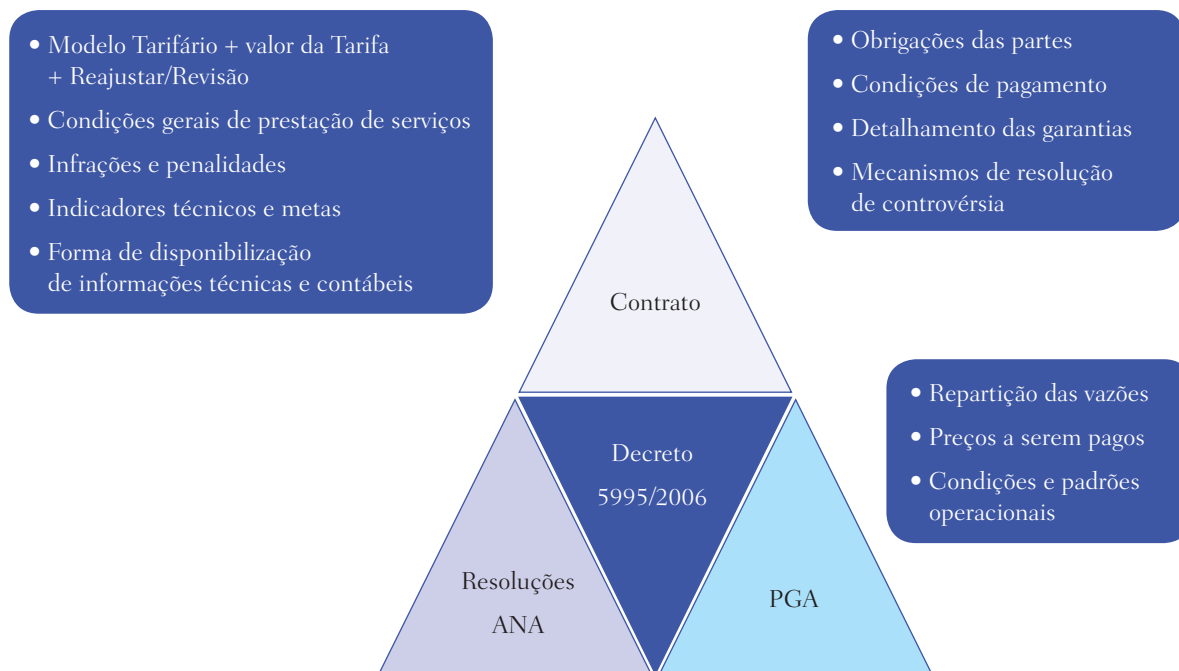 • Modelo Tarifário + valor da Tarifa
+ Reajustar/Revisão
• Condições gerais de prestação de serviços
• Infrações e penalidades
• Indicadores técnicos e metas
• Forma de disponibilização
de informações técnicas e contábeis
• Obrigações das partes
• Condições de pagamento
• Detalhamento das garantias
• Mecanismos de resolução
de controvérsia
Contrato
• Repartição das vazões
• Preços a serem pagos
• Condições e padrões
operacionais
Decreto
5995/2006
Resoluções
ANA
PGA